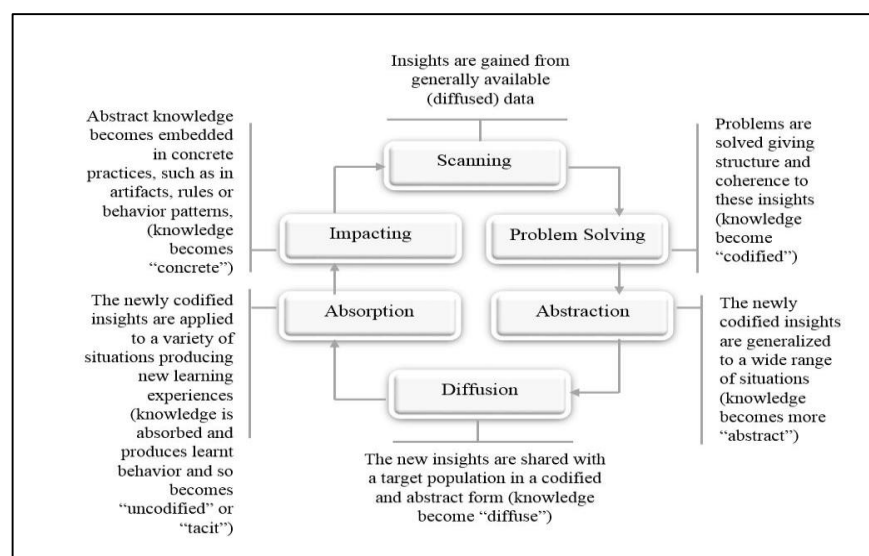 Insights are gained from
generally available
(diffused) data
Scanning
Problems are
solved giving
structure and
coherence to
these insights
(knowledge
become
“codified”)
Problem Solving
Abstraction
The newly
codified insights
are generalized
to a wide range
of situations
(knowledge
becomes more
“abstract”)
Diffusion
The new insights are shared with
a target population in a codified
and abstract form (knowledge
become “diffuse”)
Absorption
The newly codified
insights are applied
to a variety of
situations producing
new learning
experiences
(knowledge is
absorbed and
produces learnt
behavior and so
becomes
“uncodified” or
“tacit”)
Impacting
Abstract knowledge
becomes embedded
in concrete
practices, such as in
artifacts, rules or
behavior patterns,
(knowledge
becomes
“concrete”)